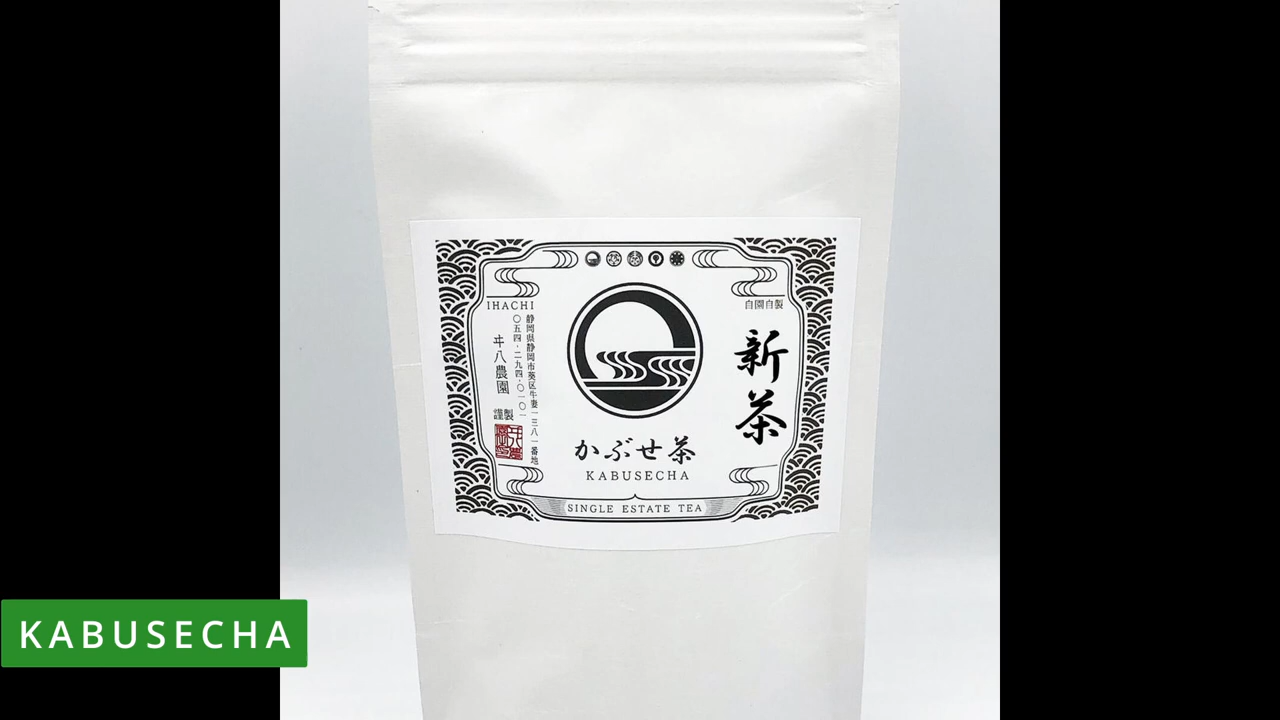 IHACHI
自園自製
新茶
静岡県静岡市葵区牛妻一三八一番地
〇五四・二九四・〇一〇一
ヰ八農園
謹製
かぶせ茶
KABUSECHA
SINGLE ESTATE TEA
KABUSECHA